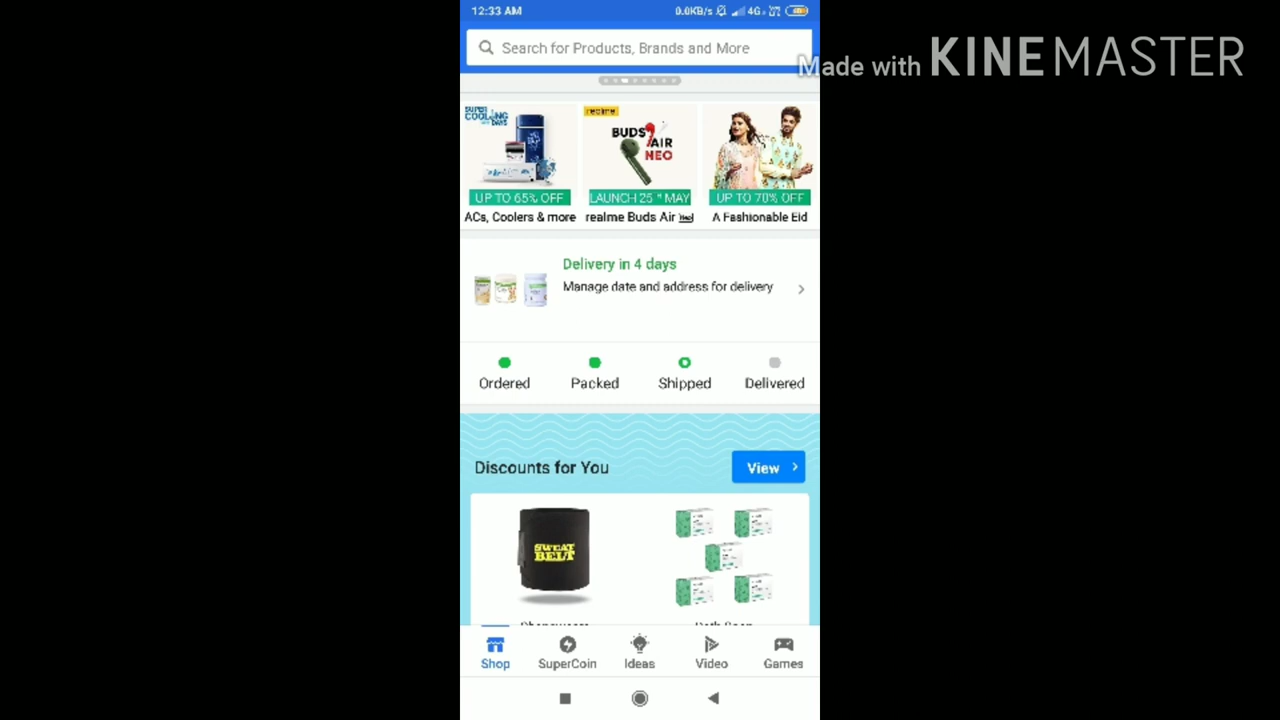 12:33 AM 0.0KB/s 4G+
Search for Products, Brands and More
Made with KINEMASTER
SUPER COOLING DAYS
realme
BUDS AIR NEO
UP TO 65% OFF
LAUNCH 25TH MAY
UP TO 70% OFF
ACs, Coolers & more
realme Buds Air
A Fashionable Eid
Delivery in 4 days
Manage date and address for delivery
Ordered Packed Shipped Delivered
Discounts for You
View
SWEAT
BELT
Shop SuperCoin Ideas Video Games